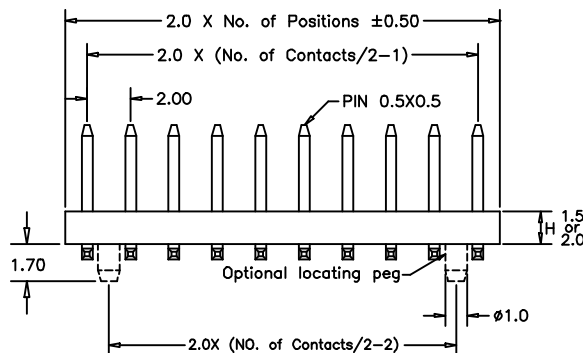 2.0 X No. of Positions ±0.50
2.0 X (No. of Contacts/2-1)
2.00
PIN 0.5X0.5
1.5
H or
2.0
1.70
Optional locating peg
ø1.0
2.0X (NO. of Contacts/2-2)